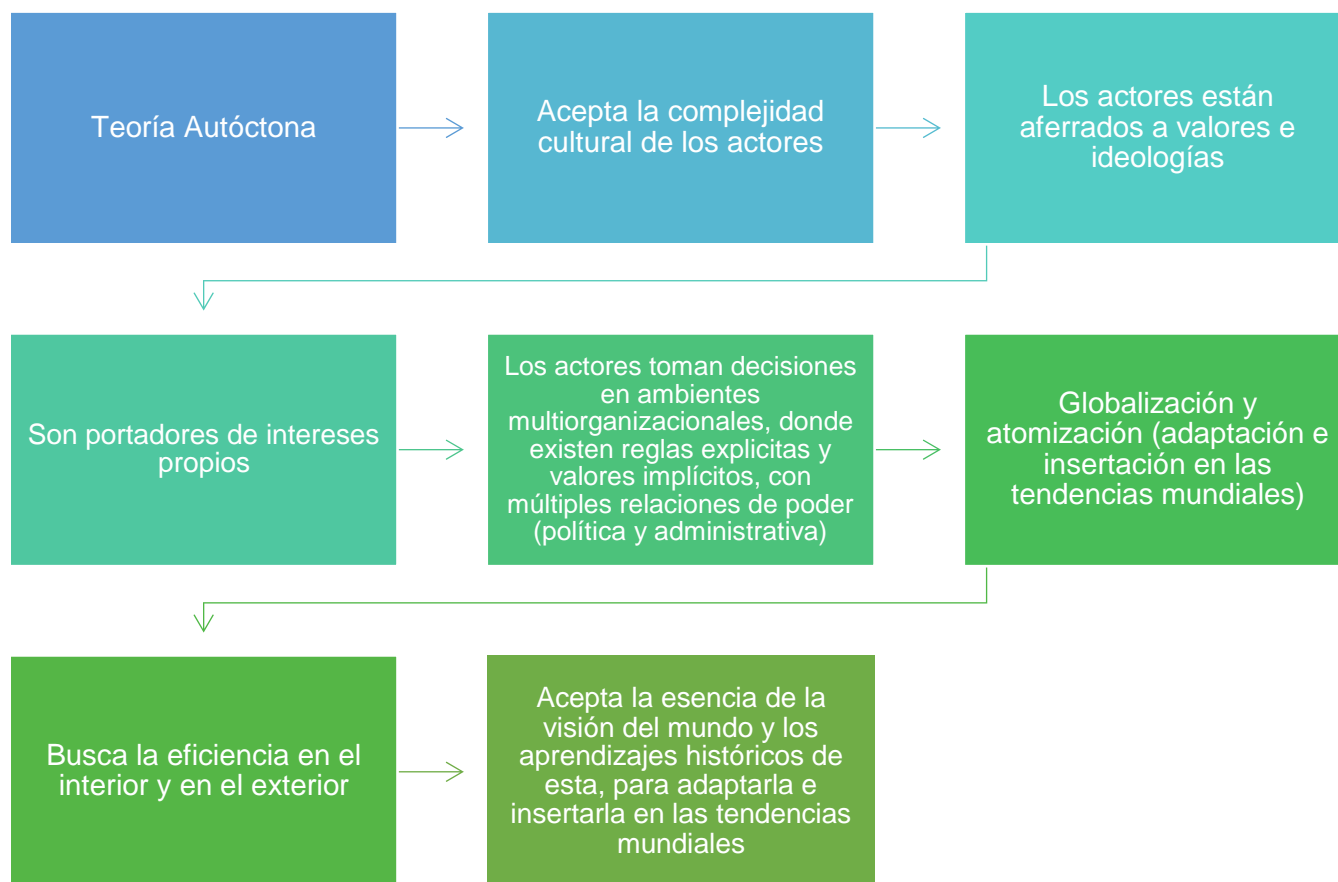 Teoría Autóctona
Acepta la complejidad
cultural de los actores
Los actores están
aferrados a valores e
ideologías
Son portadores de intereses
propios
Los actores toman decisiones
en ambientes
multiorganizacionales, donde
existen reglas explicitas y
valores implícitos, con
múltiples relaciones de poder
(política y administrativa)
Globalización y
atomización (adaptación e
insertación en las
tendencias mundiales)
Busca la eficiencia en el
interior y en el exterior
Acepta la esencia de la
visión del mundo y los
aprendizajes históricos de
esta, para adaptarla e
insertarla en las tendencias
mundiales